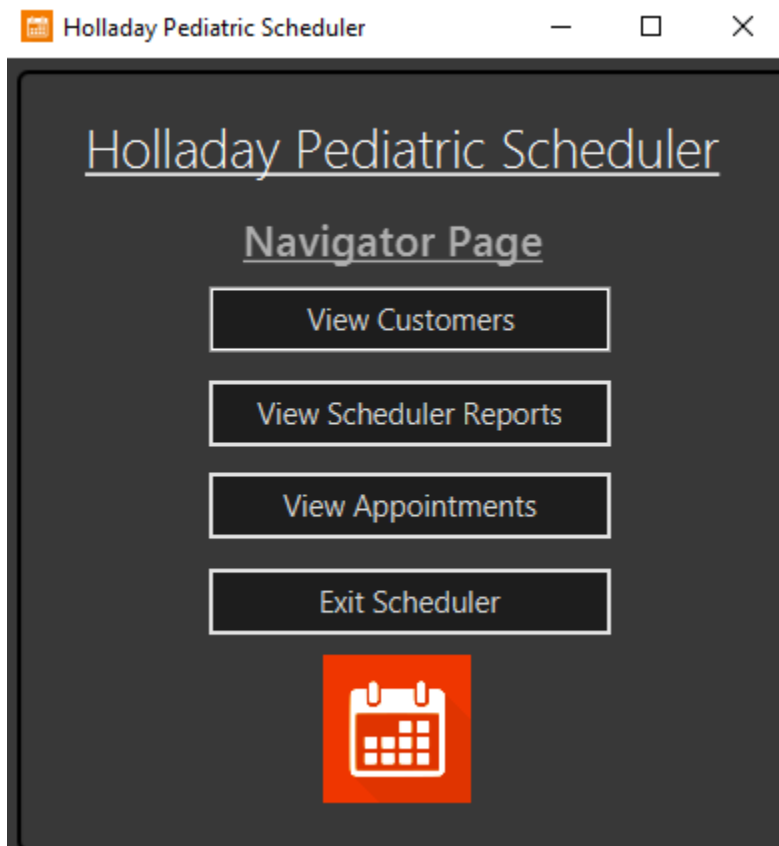 Holladay Pediatric Scheduler
Holladay Pediatric Scheduler
Navigator Page
View Customers
View Scheduler Reports
View Appointments
Exit Scheduler